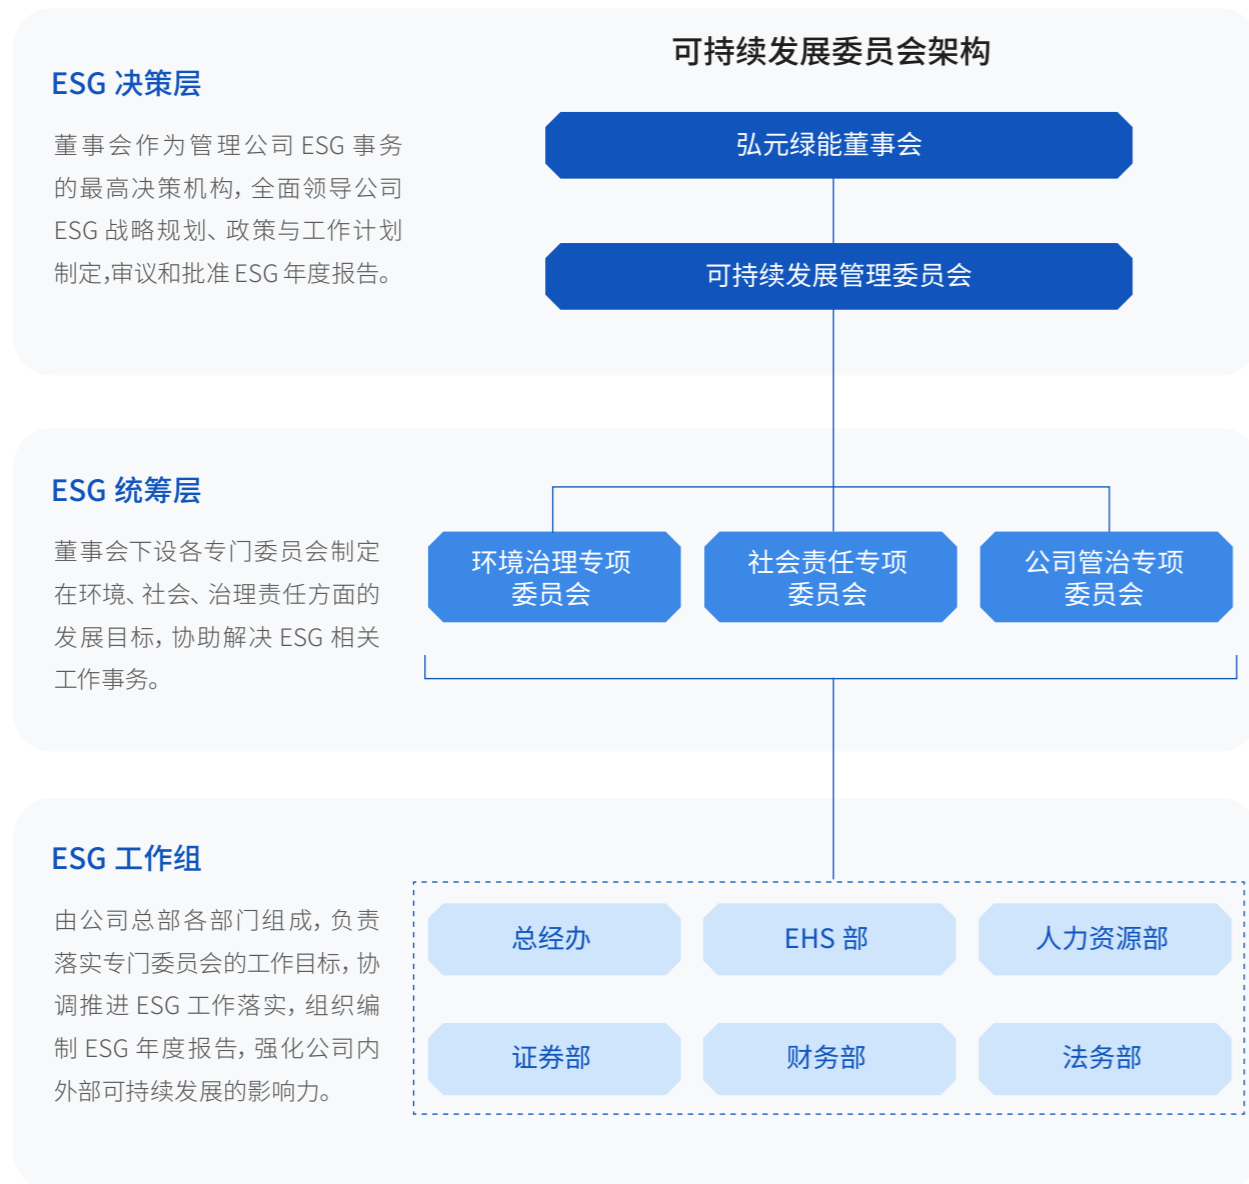 可持续发展委员会架构
ESG 决策层
董事会作为管理公司 ESG 事务
的最高决策机构，全面领导公司
ESG 战略规划、政策与工作计划
制定，审议和批准 ESG 年度报告。
弘元绿能董事会
可持续发展管理委员会
ESG 统筹层
董事会下设各专门委员会制定
在环境、社会、治理责任方面的
发展目标，协助解决 ESG 相关
工作事务。
环境治理专项
委员会
社会责任专项
委员会
公司管治专项
委员会
ESG 工作组
由公司总部各部门组成，负责
落实专门委员会的工作目标，协
调推进 ESG 工作落实，组织编
制 ESG 年度报告，强化公司内
外部可持续发展的影响力。
总经办
EHS 部
人力资源部
证券部
财务部
法务部